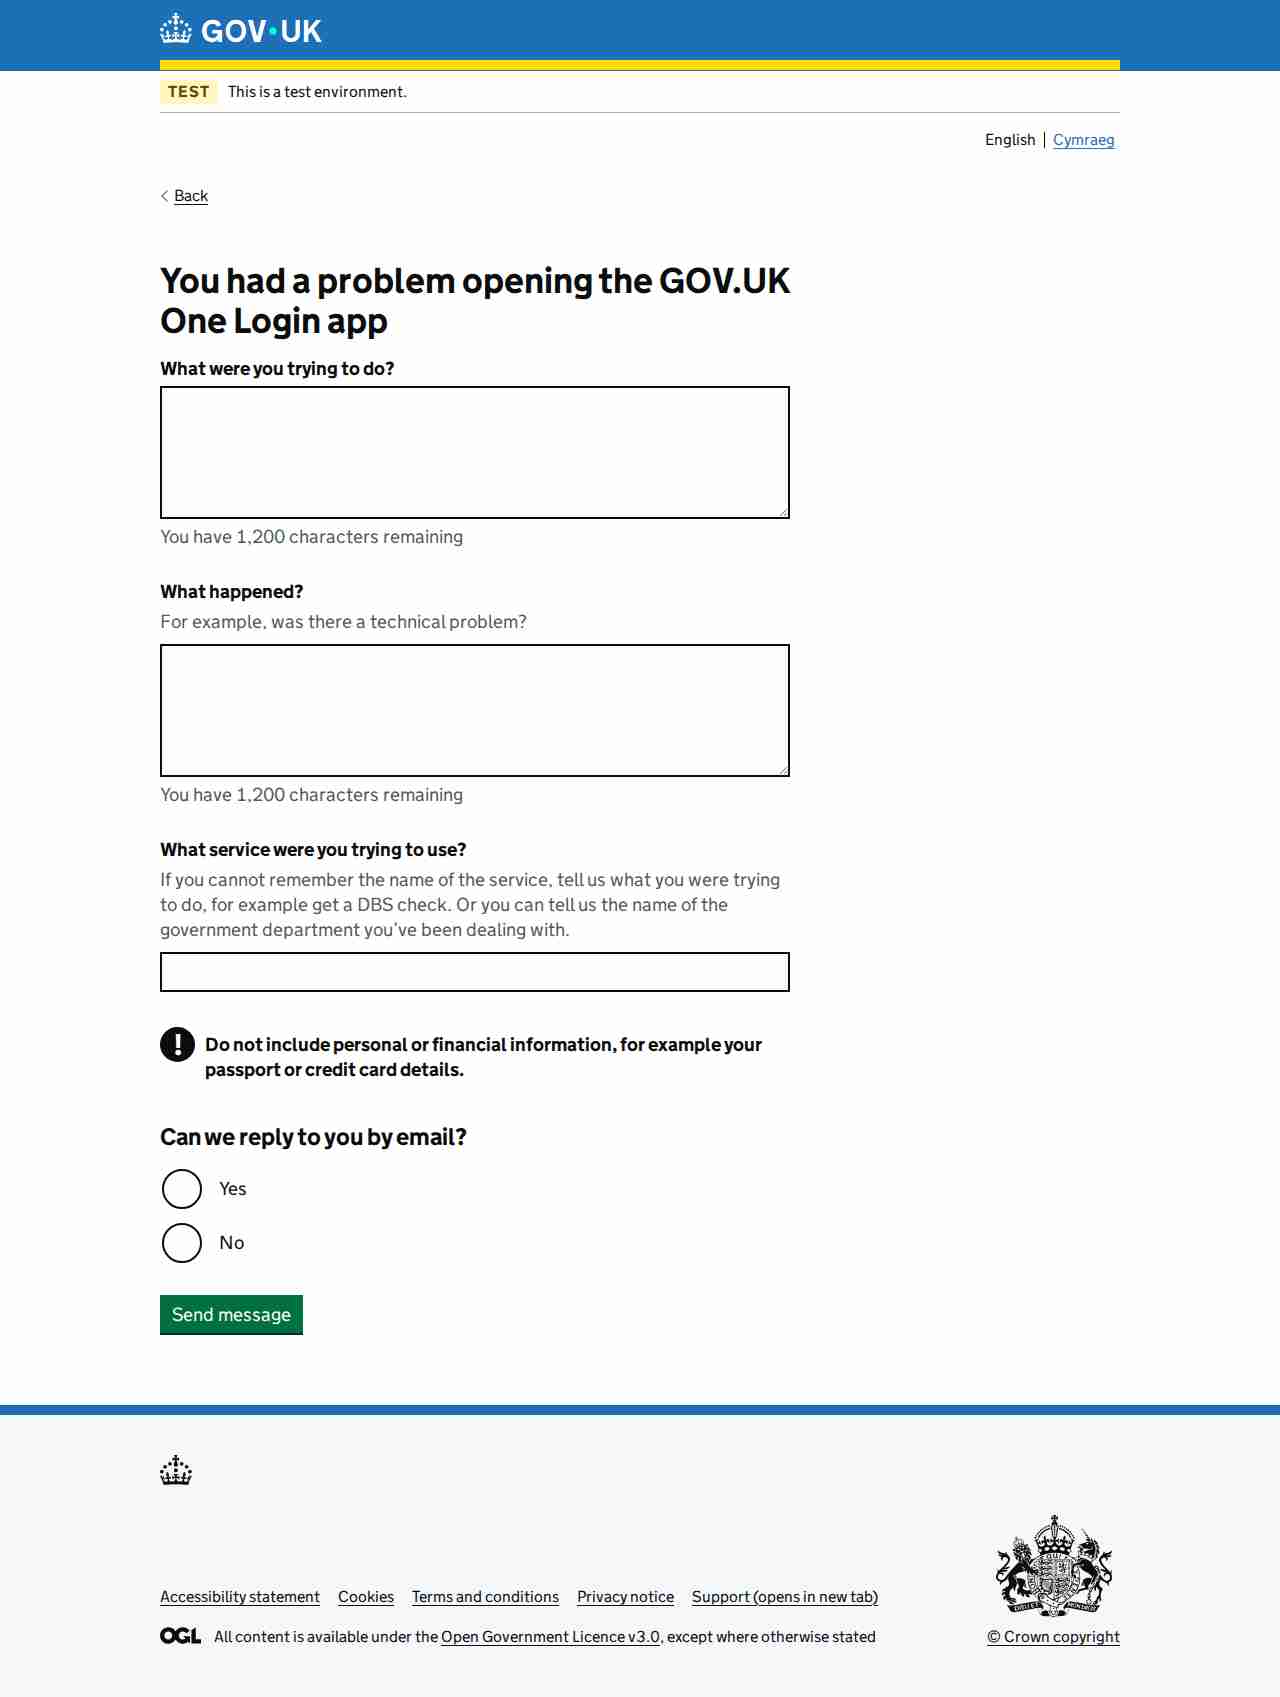 GOV·UK
TEST This is a test environment.
English | Cymraeg
Back
You had a problem opening the GOV.UK
One Login app
What were you trying to do?
You have 1,200 characters remaining
What happened?
For example, was there a technical problem?
You have 1,200 characters remaining
What service were you trying to use?
If you cannot remember the name of the service, tell us what you were trying
to do, for example get a DBS check. Or you can tell us the name of the
government department you’ve been dealing with.
! Do not include personal or financial information, for example your
passport or credit card details.
Can we reply to you by email?
Yes
No
Send message
Accessibility statement Cookies Terms and conditions Privacy notice Support (opens in new tab)
OGL All content is available under the Open Government Licence v3.0, except where otherwise stated
© Crown copyright